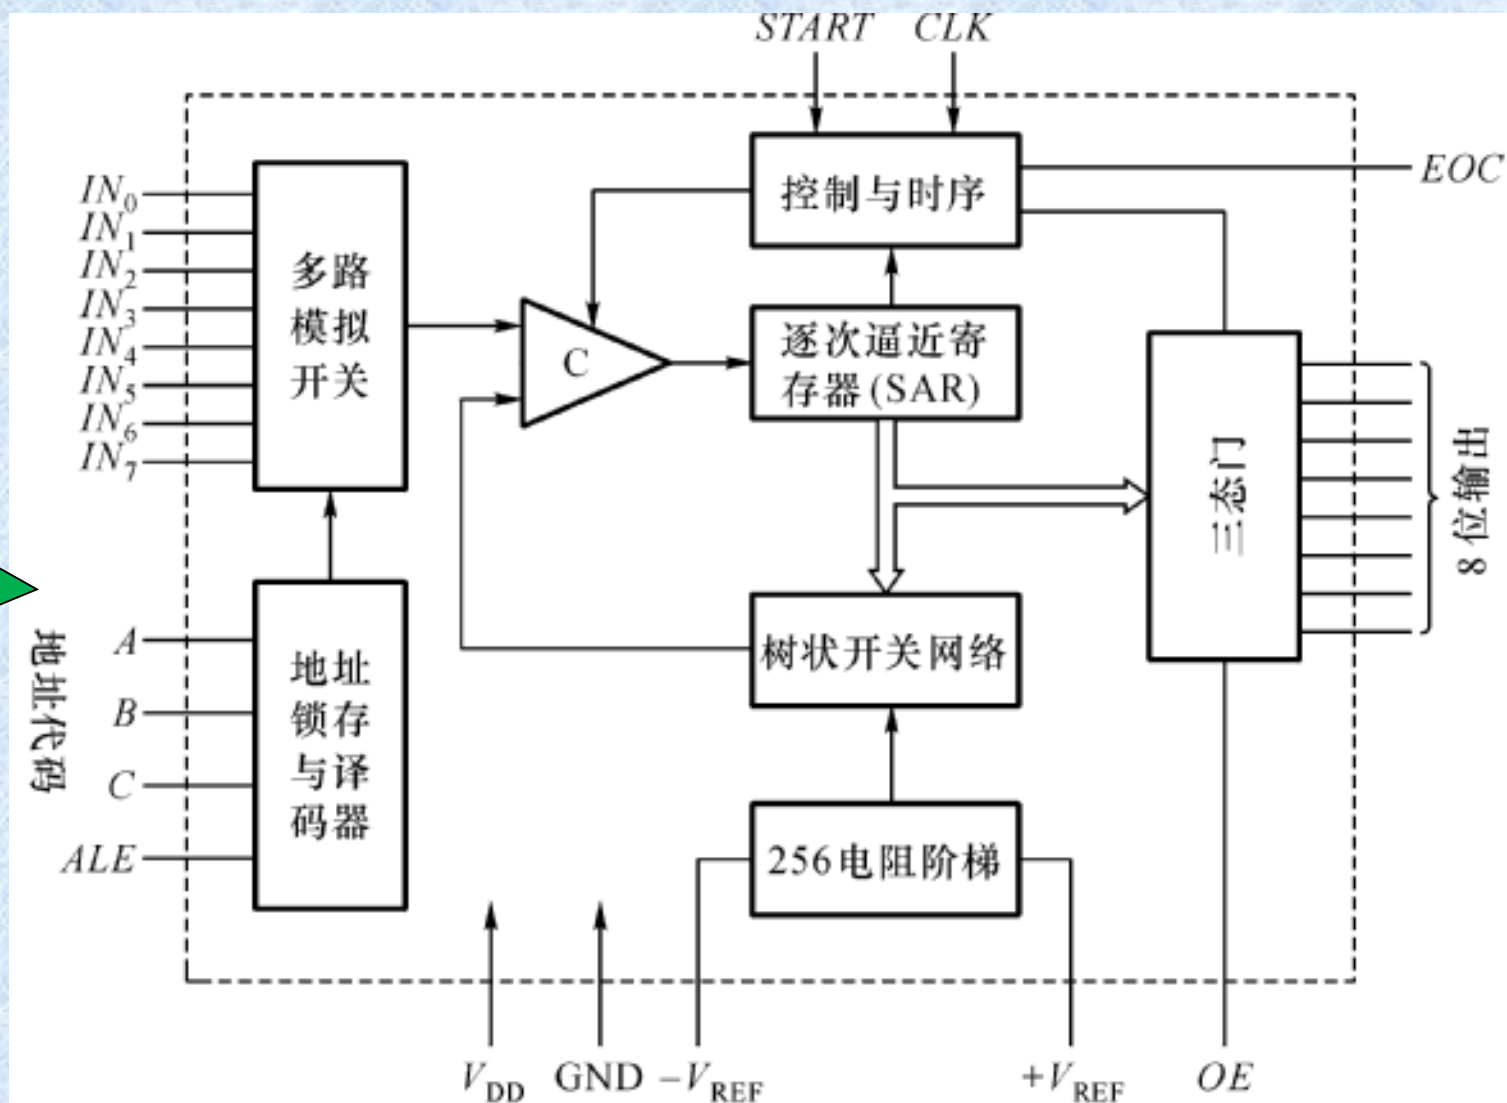 START CLK
EOC
控制与时序
IN0
IN1
IN2
IN3
IN4
IN5
IN6
IN7
多路
模拟
开关
C
逐次逼近寄
存器(SAR)
三态门
8位输出
树状开关网络
地址代码
A
B
C
ALE
地址
锁存
与译
码器
256电阻阶梯
VDD GND −VREF +VREF OE